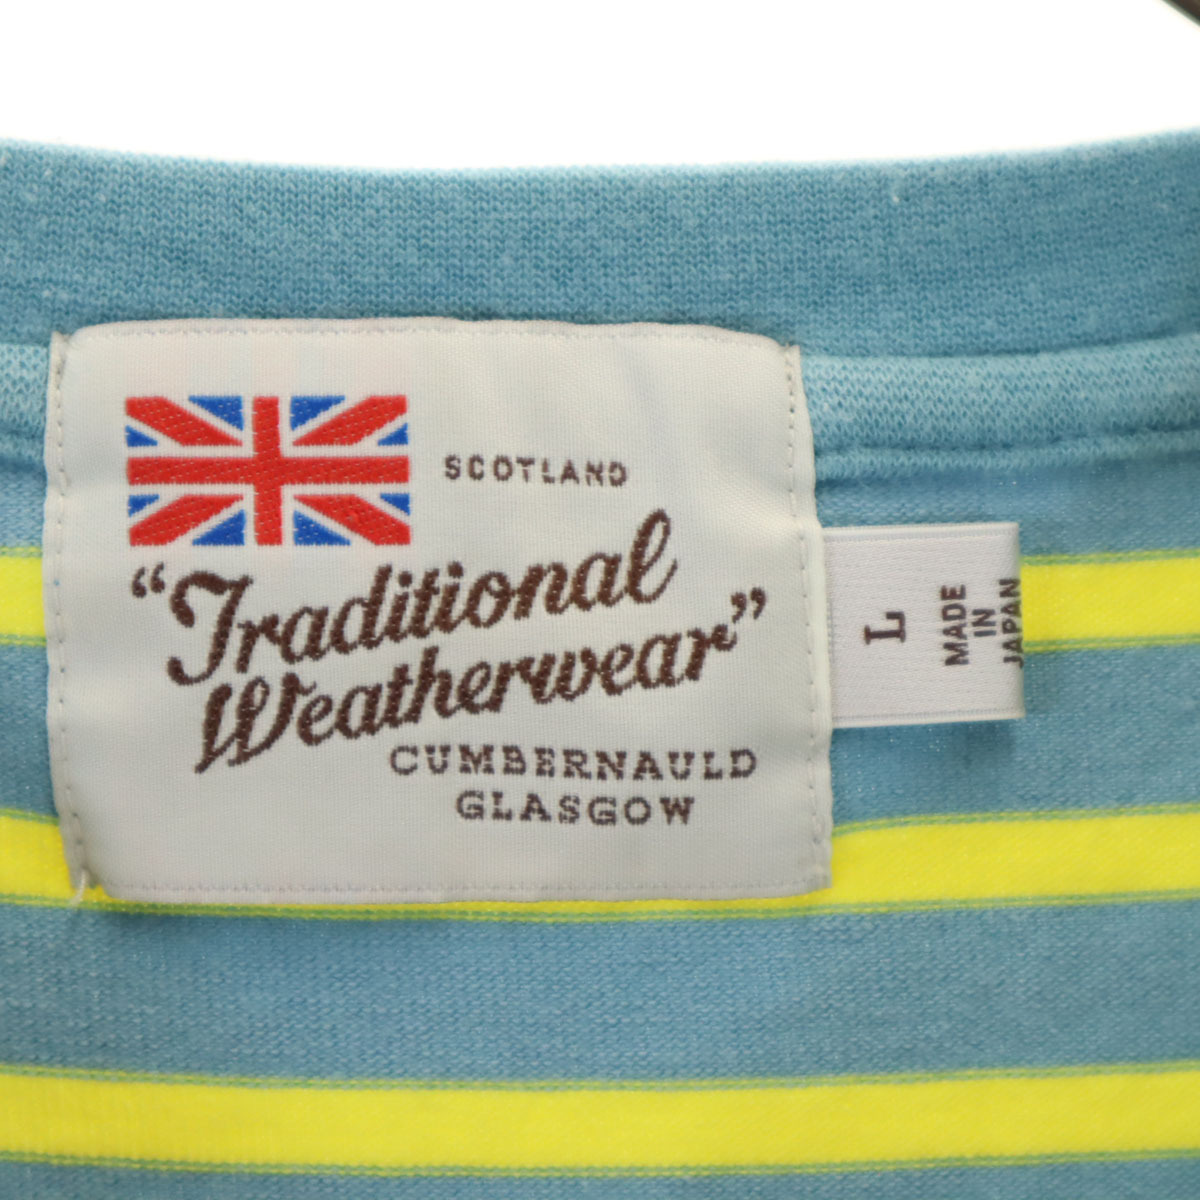 SCOTLAND
"Traditional
Weatherwear"
CUMBERNAULD
GLASGOW
L
MADE
IN
JAPAN